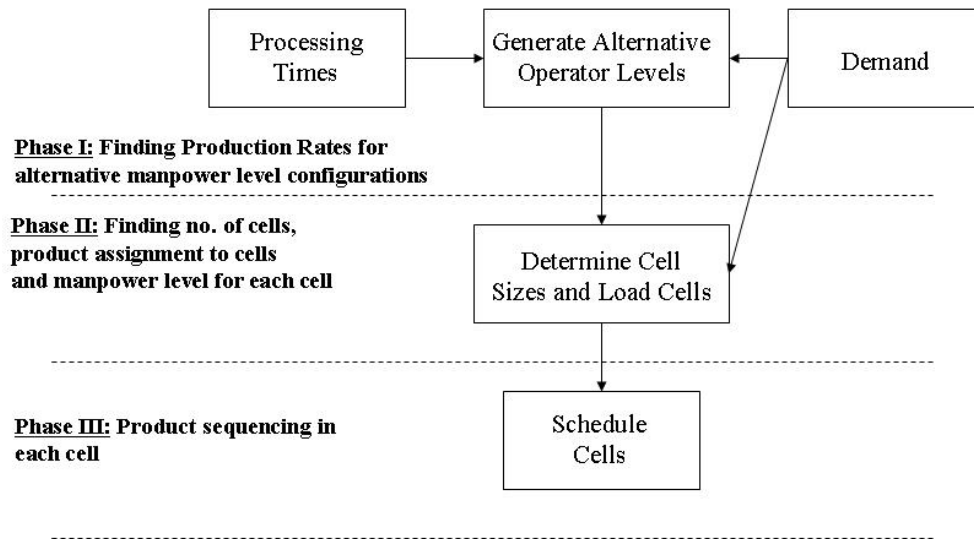 Processing
Times
Generate Alternative
Operator Levels
Demand
Phase I: Finding Production Rates for
alternative manpower level configurations
Phase II: Finding no. of cells,
product assignment to cells
and manpower level for each cell
Determine Cell
Sizes and Load Cells
Phase III: Product sequencing in
each cell
Schedule
Cells